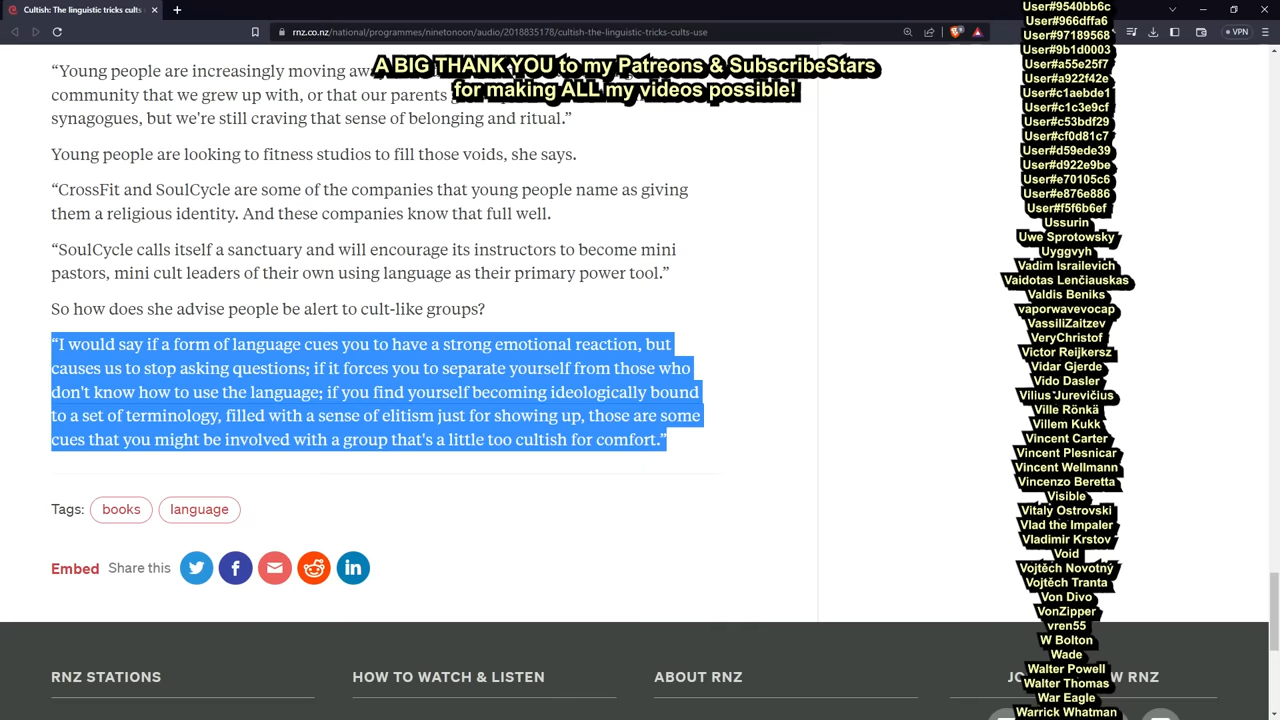 Cultish: The linguistic tricks cults
rnz.co.nz/national/programmes/ninetonoon/audio/2018835178/cultish-the-linguistic-tricks-cults-use
VPN
A BIG THANK YOU to my Patreons & SubscribeStars
for making ALL my videos possible!
“Young people are increasingly moving
community that we grew up with, or that our parents
synagogues, but we're still craving that sense of belonging and ritual.”
Young people are looking to fitness studios to fill those voids, she says.
“CrossFit and SoulCycle are some of the companies that young people name as giving
them a religious identity. And these companies know that full well.
“SoulCycle calls itself a sanctuary and will encourage its instructors to become mini
pastors, mini cult leaders of their own using language as their primary power tool.”
So how does she advise people be alert to cult-like groups?
“I would say if a form of language cues you to have a strong emotional reaction, but
causes us to stop asking questions; if it forces you to separate yourself from those who
don't know how to use the language; if you find yourself becoming ideologically bound
to a set of terminology, filled with a sense of elitism just for showing up, those are some
cues that you might be involved with a group that's a little too cultish for comfort.”
Tags: books language
Embed Share this
RNZ STATIONS
HOW TO WATCH & LISTEN
ABOUT RNZ
RNZ
User#9540bb6c
User#966dffa6
User#97189568
User#9b1d0003
User#a55e25f7
User#a922f42e
User#c1aebde1
User#c1c3e9cf
User#c53bdf29
User#cf0d81c7
User#d59ede39
User#d922e9be
User#e70105c6
User#e876e886
User#f5f6b6ef
Ussurin
Uwe Sprotowsky
Uyggvyh
Vadim Israilevich
Vaidotas Lenčiauskas
Valdis Beniks
vaporwavevocap
VassiliZaitzev
VeryChristof
Victor Reijkersz
Vidar Gjerde
Vido Dasler
Vilius Jurevičius
Ville Rönkä
Villem Kukk
Vincent Carter
Vincent Plesnicar
Vincent Wellmann
Vincenzo Beretta
Visible
Vitaly Ostrovski
Vlad the Impaler
Vladimir Krstov
Void
Vojtěch Novotný
Vojtěch Tranta
Von Divo
VonZipper
vren55
W Bolton
Wade
Walter Powell
Walter Thomas
War Eagle
Warrick Whatman